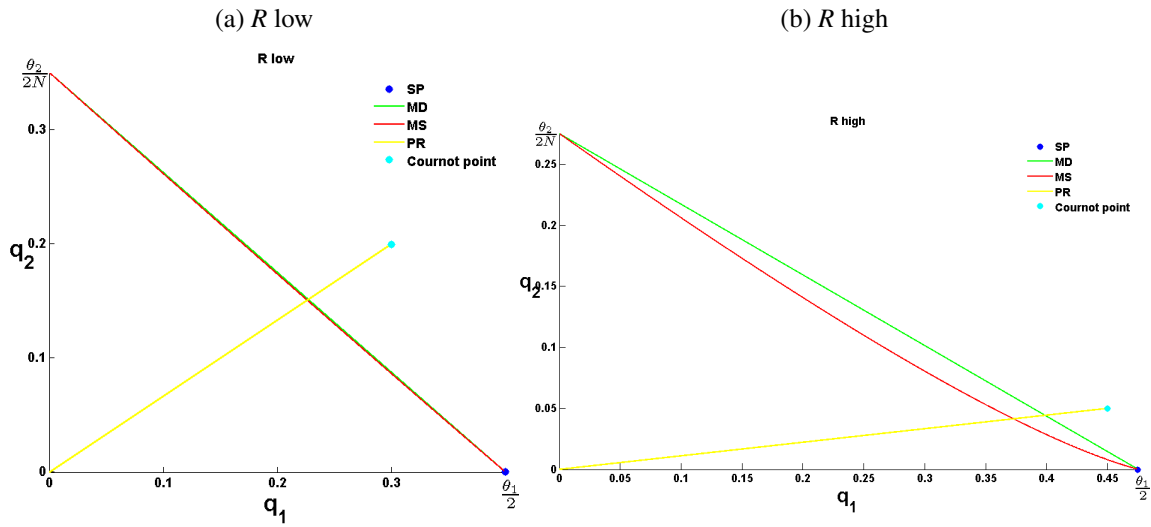 (a) R low
R low
θ₂/2N
0.3
0.2
0.1
0
q₂
SP
MD
MS
PR
Cournot point
0
0.1
0.2
0.3
θ₁/2
q₁
(b) R high
R high
θ₂/2N
0.25
0.2
0.15
0.1
0.05
0
q₂
SP
MD
MS
PR
Cournot point
0
0.05
0.1
0.15
0.2
0.25
0.3
0.35
0.4
0.45
θ₁/2
q₁